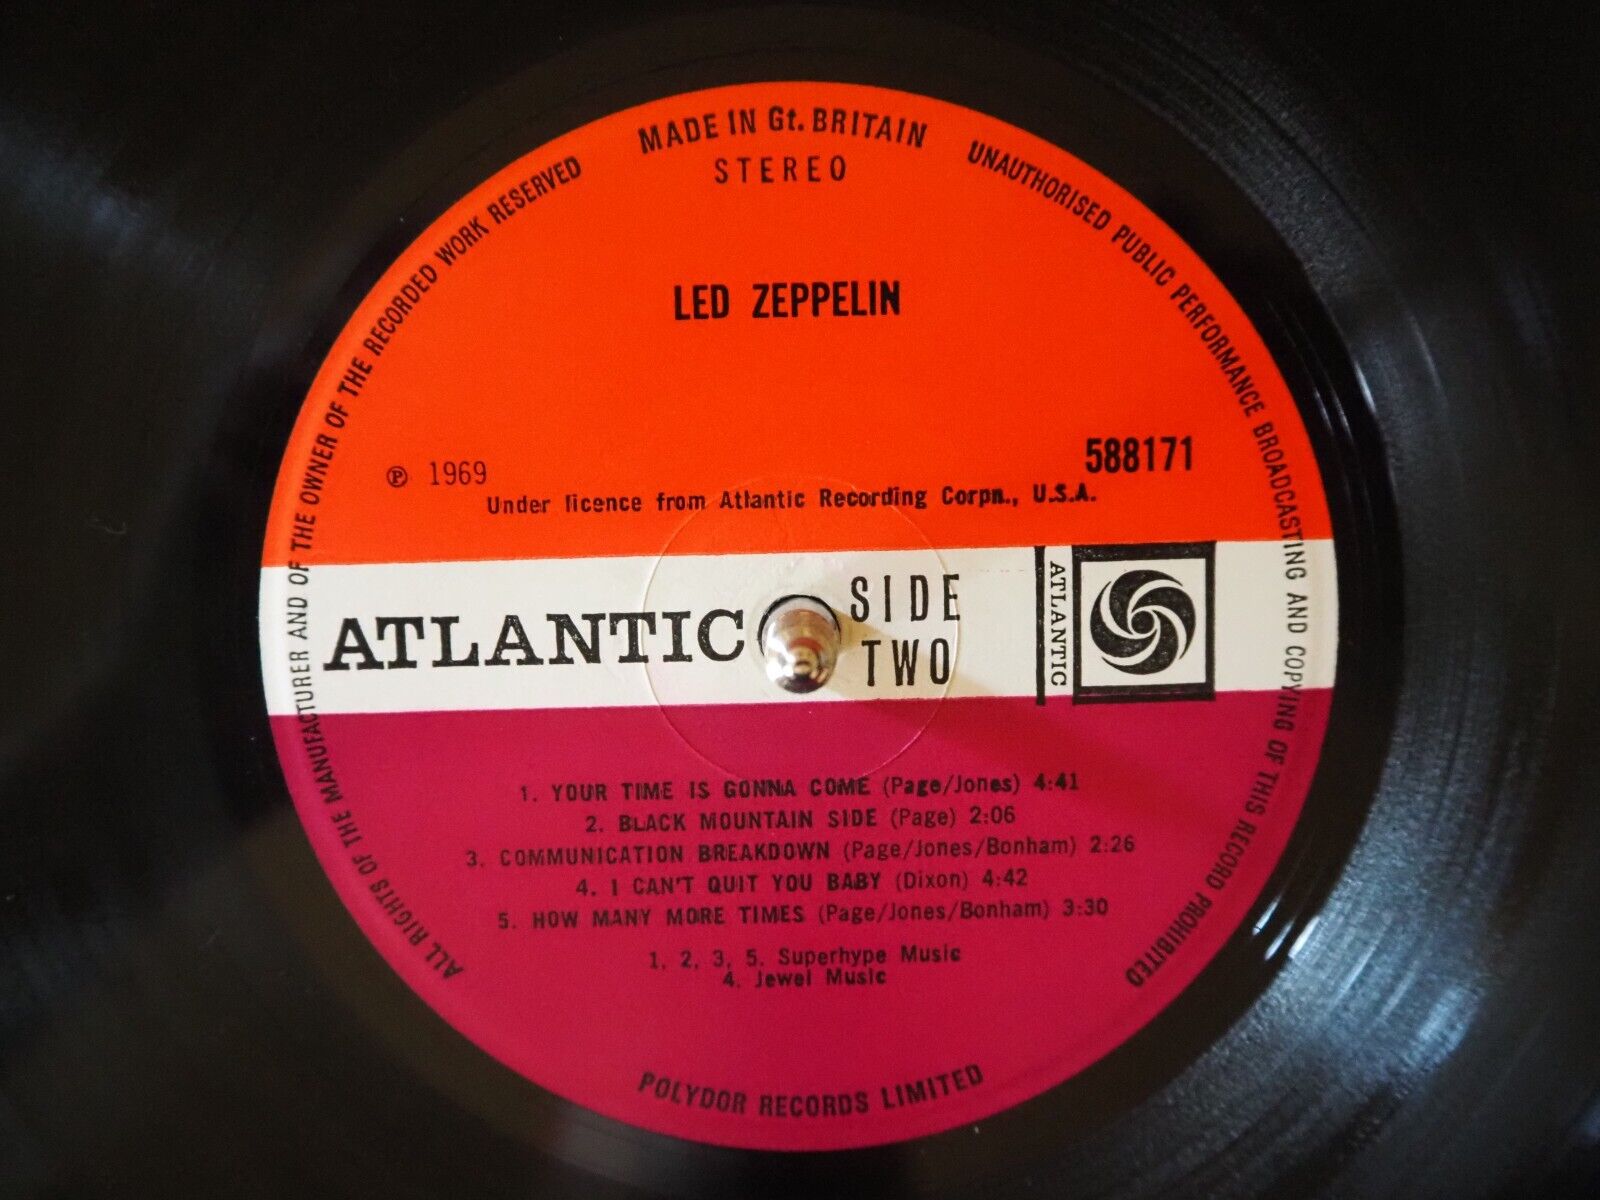 MADE IN Gt. BRITAIN
STEREO
UNAUTHORISED PUBLIC PERFORMANCE BROADCASTING AND COPYING OF THIS RECORD PROHIBITED
ALL RIGHTS OF THE MANUFACTURER AND OF THE OWNER OF THE RECORDED WORK RESERVED
LED ZEPPELIN
℗ 1969
588171
Under licence from Atlantic Recording Corpn., U.S.A.
ATLANTIC
SIDE
TWO
ATLANTIC
1. YOUR TIME IS GONNA COME (Page/Jones) 4:41
2. BLACK MOUNTAIN SIDE (Page) 2:06
3. COMMUNICATION BREAKDOWN (Page/Jones/Bonham) 2:26
4. I CAN'T QUIT YOU BABY (Dixon) 4:42
5. HOW MANY MORE TIMES (Page/Jones/Bonham) 3:30
1, 2, 3, 5. Superhype Music
4. Jewel Music
POLYDOR RECORDS LIMITED